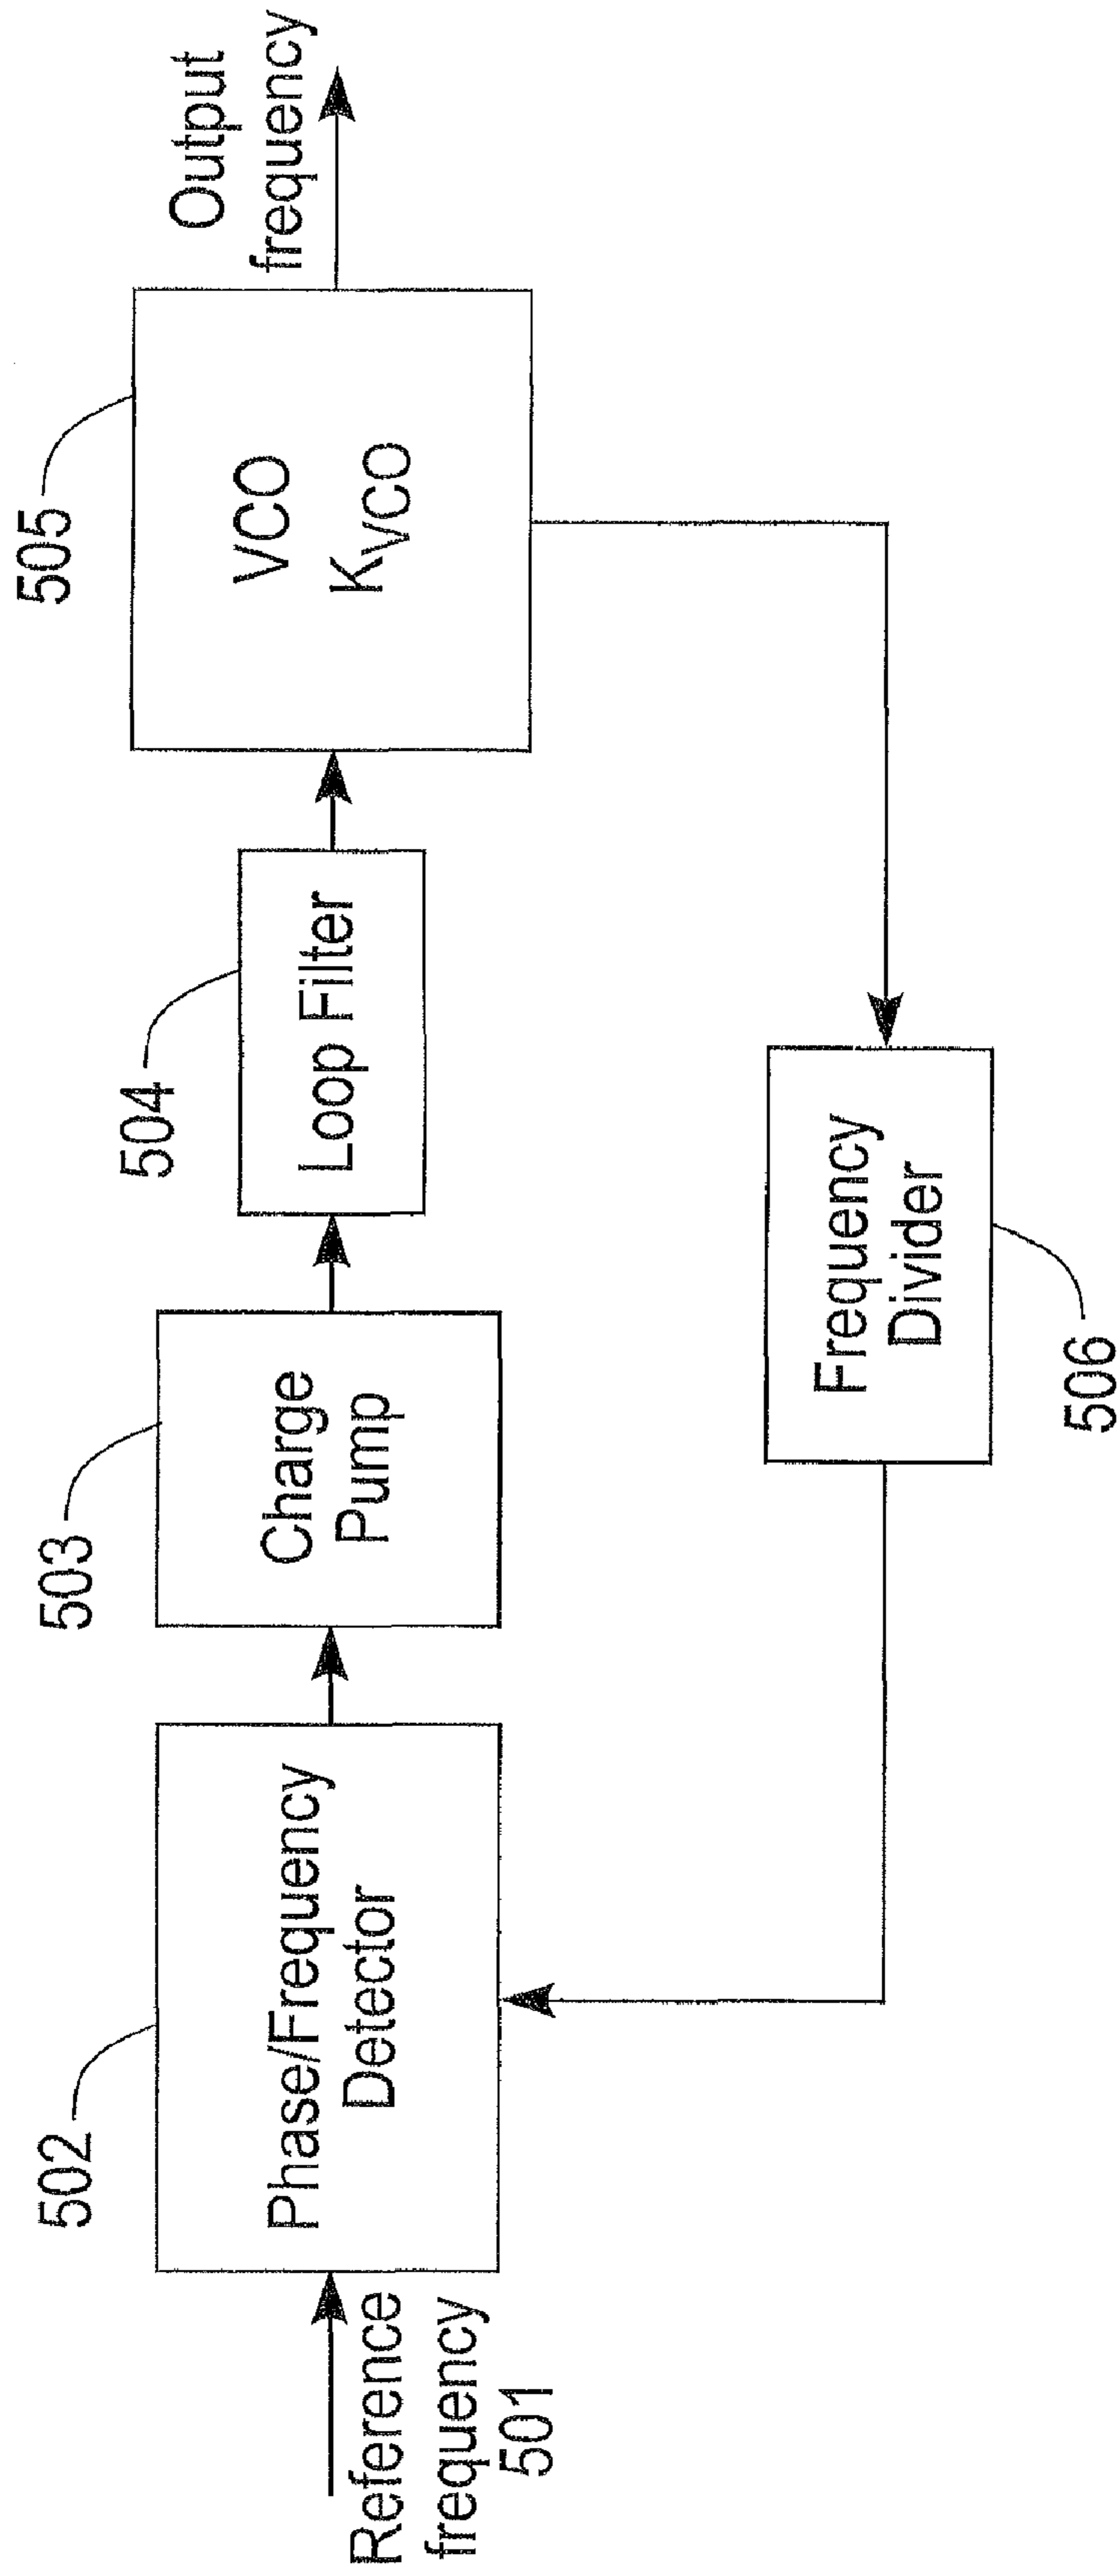 502
503
504
505
Output
frequency
Phase/Frequency
Detector
Charge
Pump
Loop Filter
VCO
KVCO
Reference
frequency
501
Frequency
Divider
506